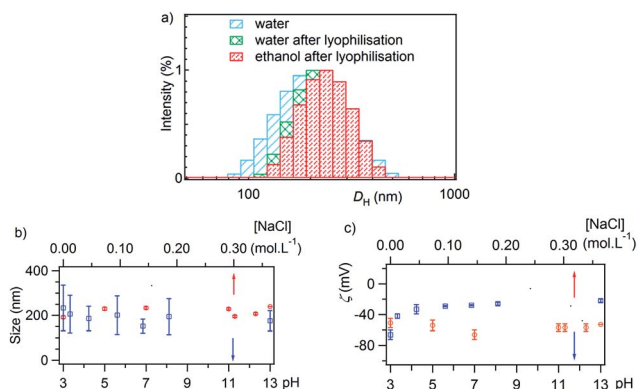 a)
water
water after lyophilisation
ethanol after lyophilisation
Intensity (%)
1
0
100
1000
D_H (nm)
b)
[NaCl]
0.00 0.10 0.20 0.30 (mol.L⁻¹)
Size (nm)
400
200
0
3 5 7 9 11 13 pH
c)
[NaCl]
0.00 0.10 0.20 0.30 (mol.L⁻¹)
ζ (mV)
0
-40
-80
3 5 7 9 11 13 pH